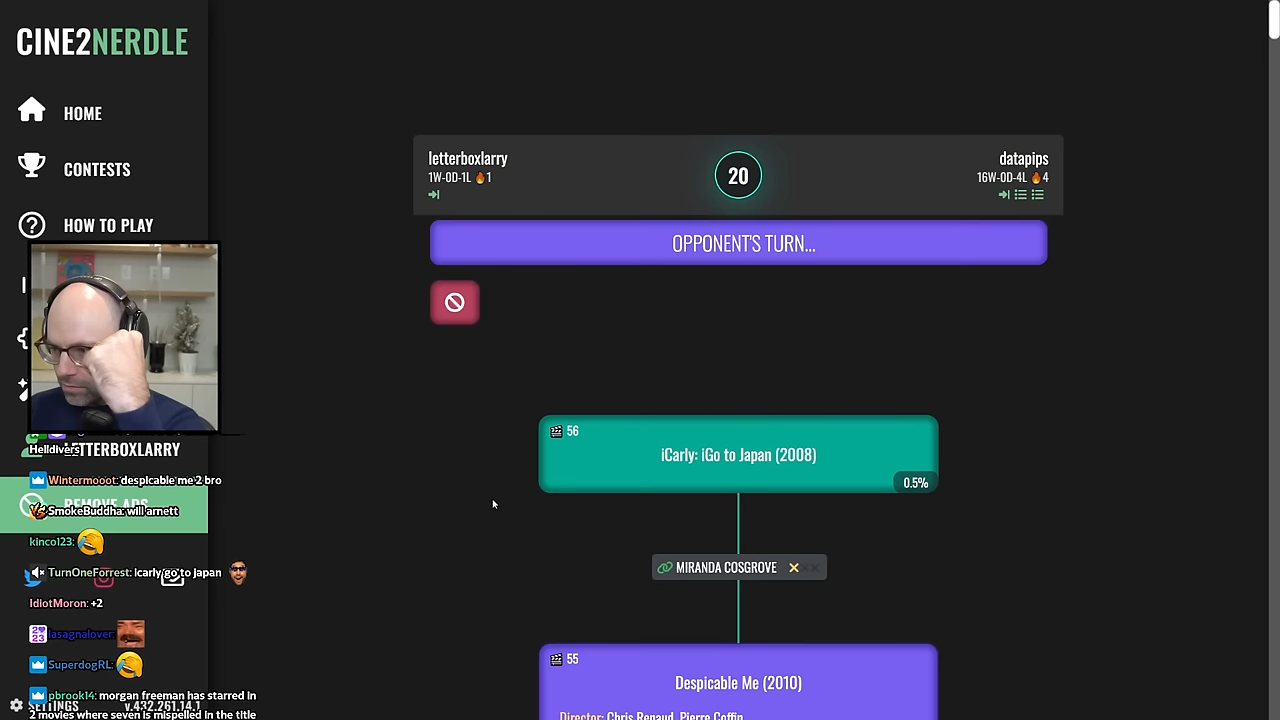 CINE2NERDLE
HOME
CONTESTS
HOW TO PLAY
letterboxlarry
1W-0D-1L 🔥1
20
datapips
16W-0D-4L 🔥4
OPPONENT'S TURN...
56
iCarly: iGo to Japan (2008)
0.5%
MIRANDA COSGROVE
55
Despicable Me (2010)
Director: Chris Renaud, Pierre Coffin
LETTERBOXLARRY
Helldivers
Wintermooot: despicable me 2 bro
REMOVE ADS
SmokeBuddha: will arnett
kinco123:
TurnOneForrest: Icarly go to japan
IdiotMoron: +2
lasagnalover:
SuperdogRL:
pbrook14: morgan freeman has starred in
2 movies where seven is mispelled in the title
SETTINGS
v.432.261.14.1